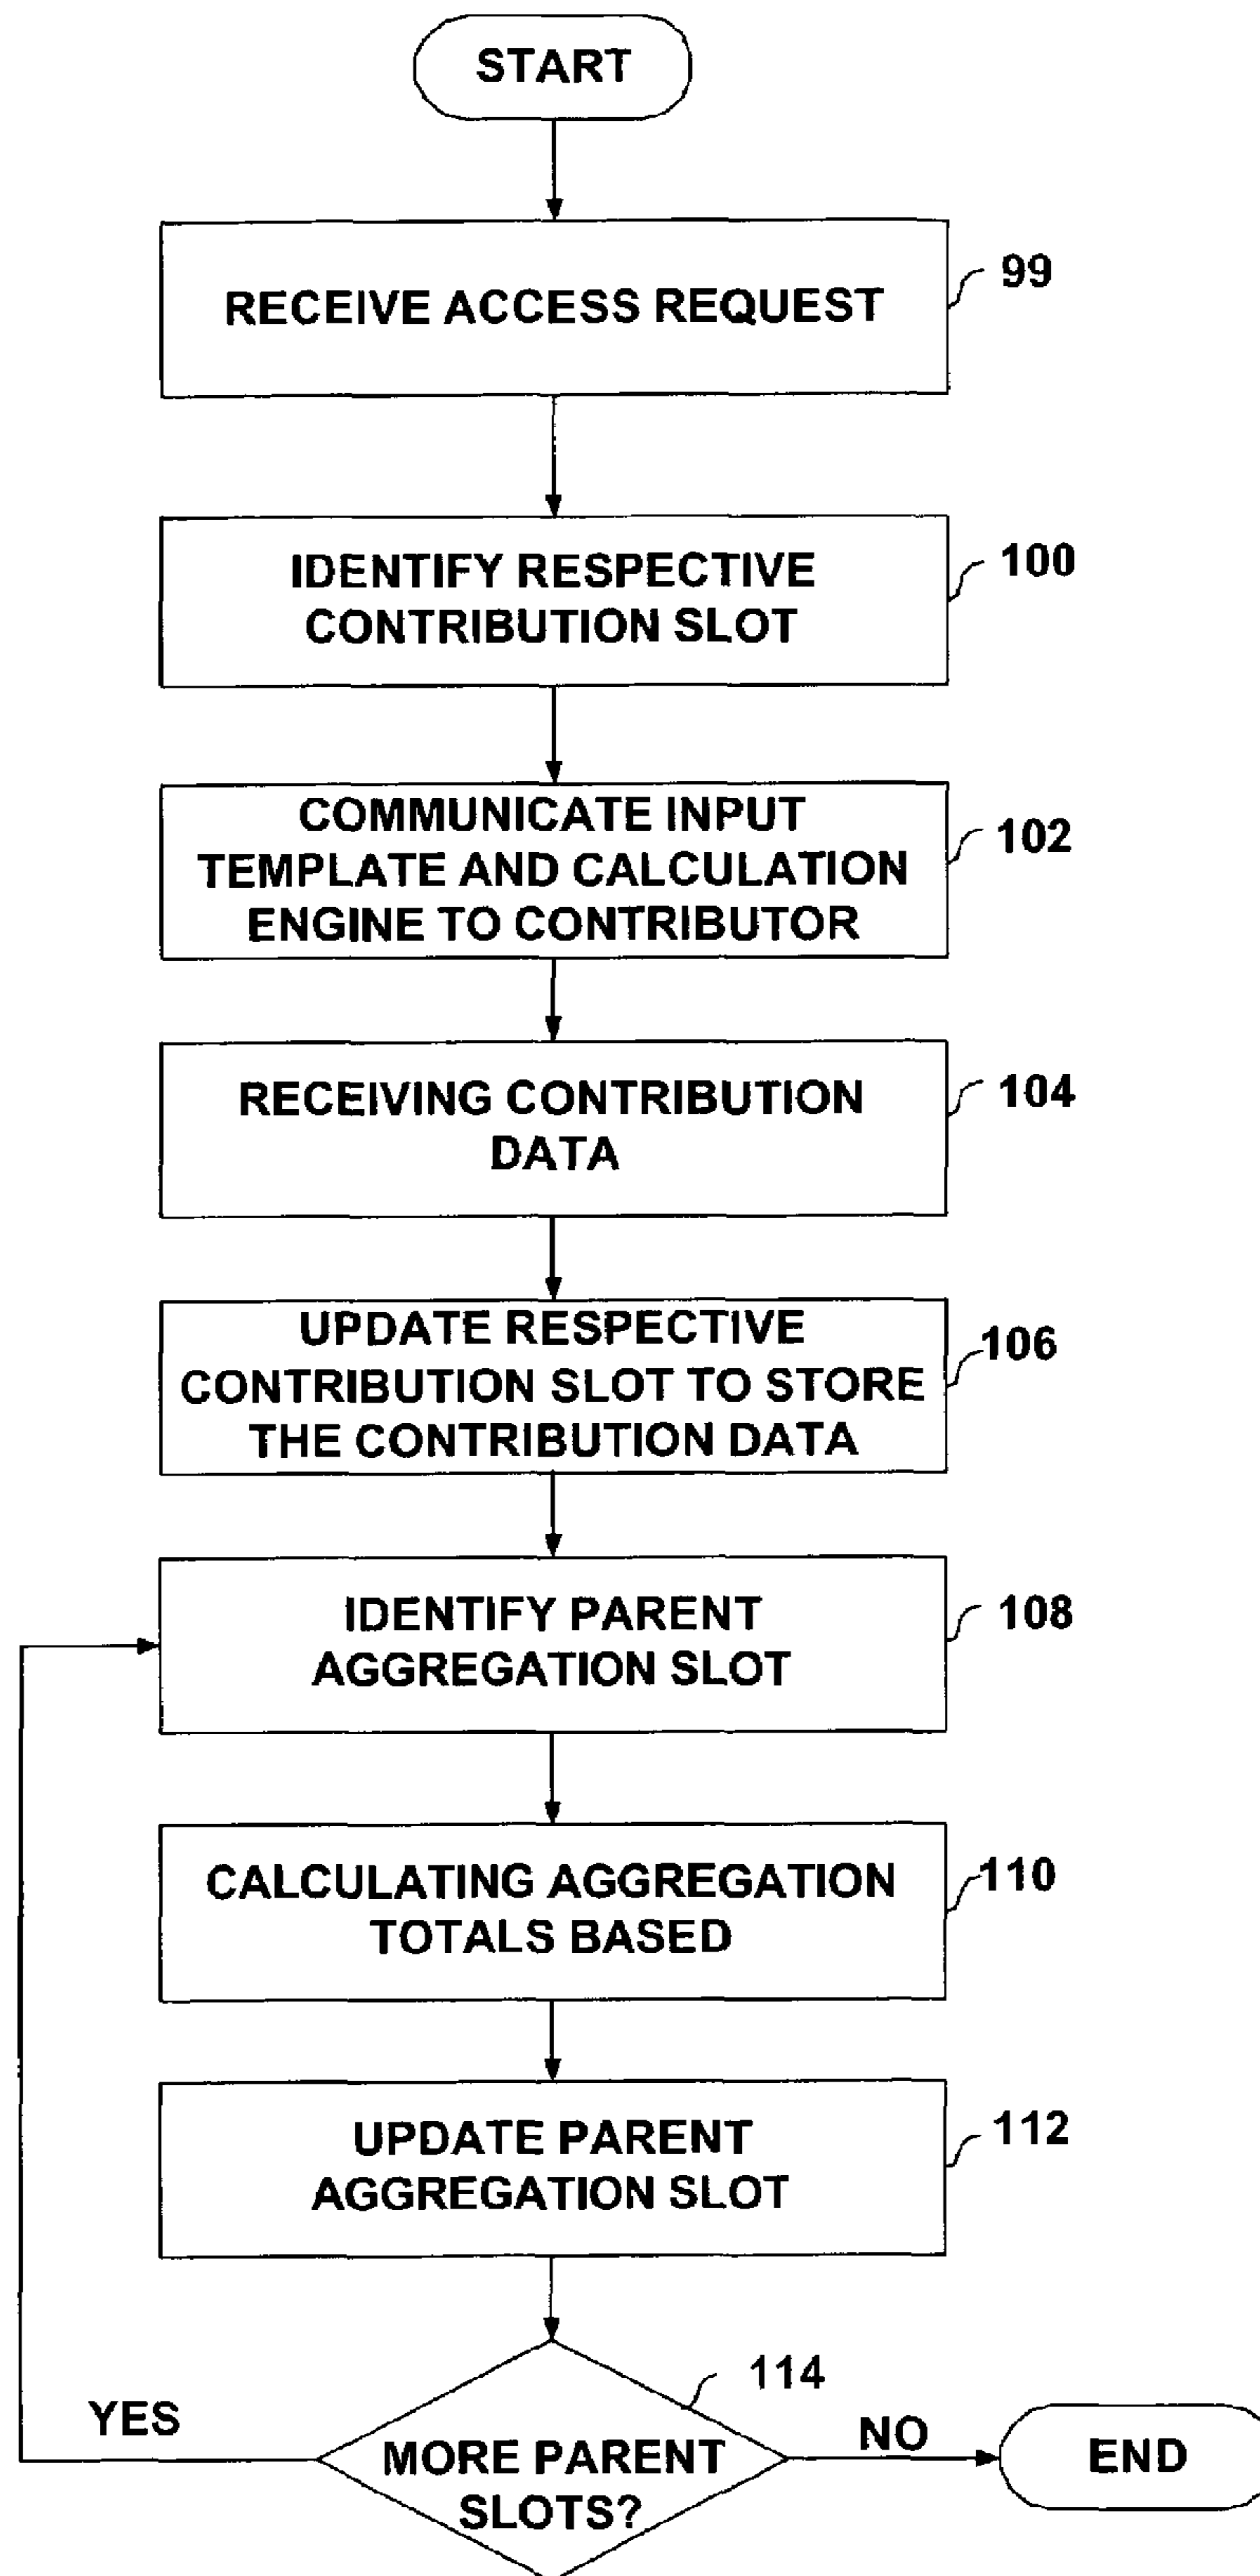 START
RECEIVE ACCESS REQUEST
99
IDENTIFY RESPECTIVE
CONTRIBUTION SLOT
100
COMMUNICATE INPUT
TEMPLATE AND CALCULATION
ENGINE TO CONTRIBUTOR
102
RECEIVING CONTRIBUTION
DATA
104
UPDATE RESPECTIVE
CONTRIBUTION SLOT TO STORE
THE CONTRIBUTION DATA
106
IDENTIFY PARENT
AGGREGATION SLOT
108
CALCULATING AGGREGATION
TOTALS BASED
110
UPDATE PARENT
AGGREGATION SLOT
112
MORE PARENT
SLOTS?
114
YES
NO
END